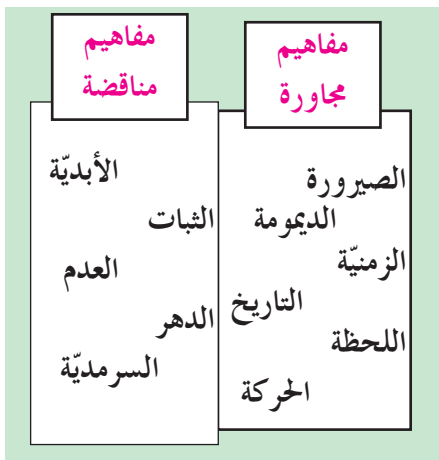 مفاهيم
مجاورة
الصيرورة
الديمومة
الزمنيّة
التاريخ
اللحظة
الحركة
مفاهيم
مناقضة
الأبديّة
الثبات
العدم
الدهر
السرمديّة